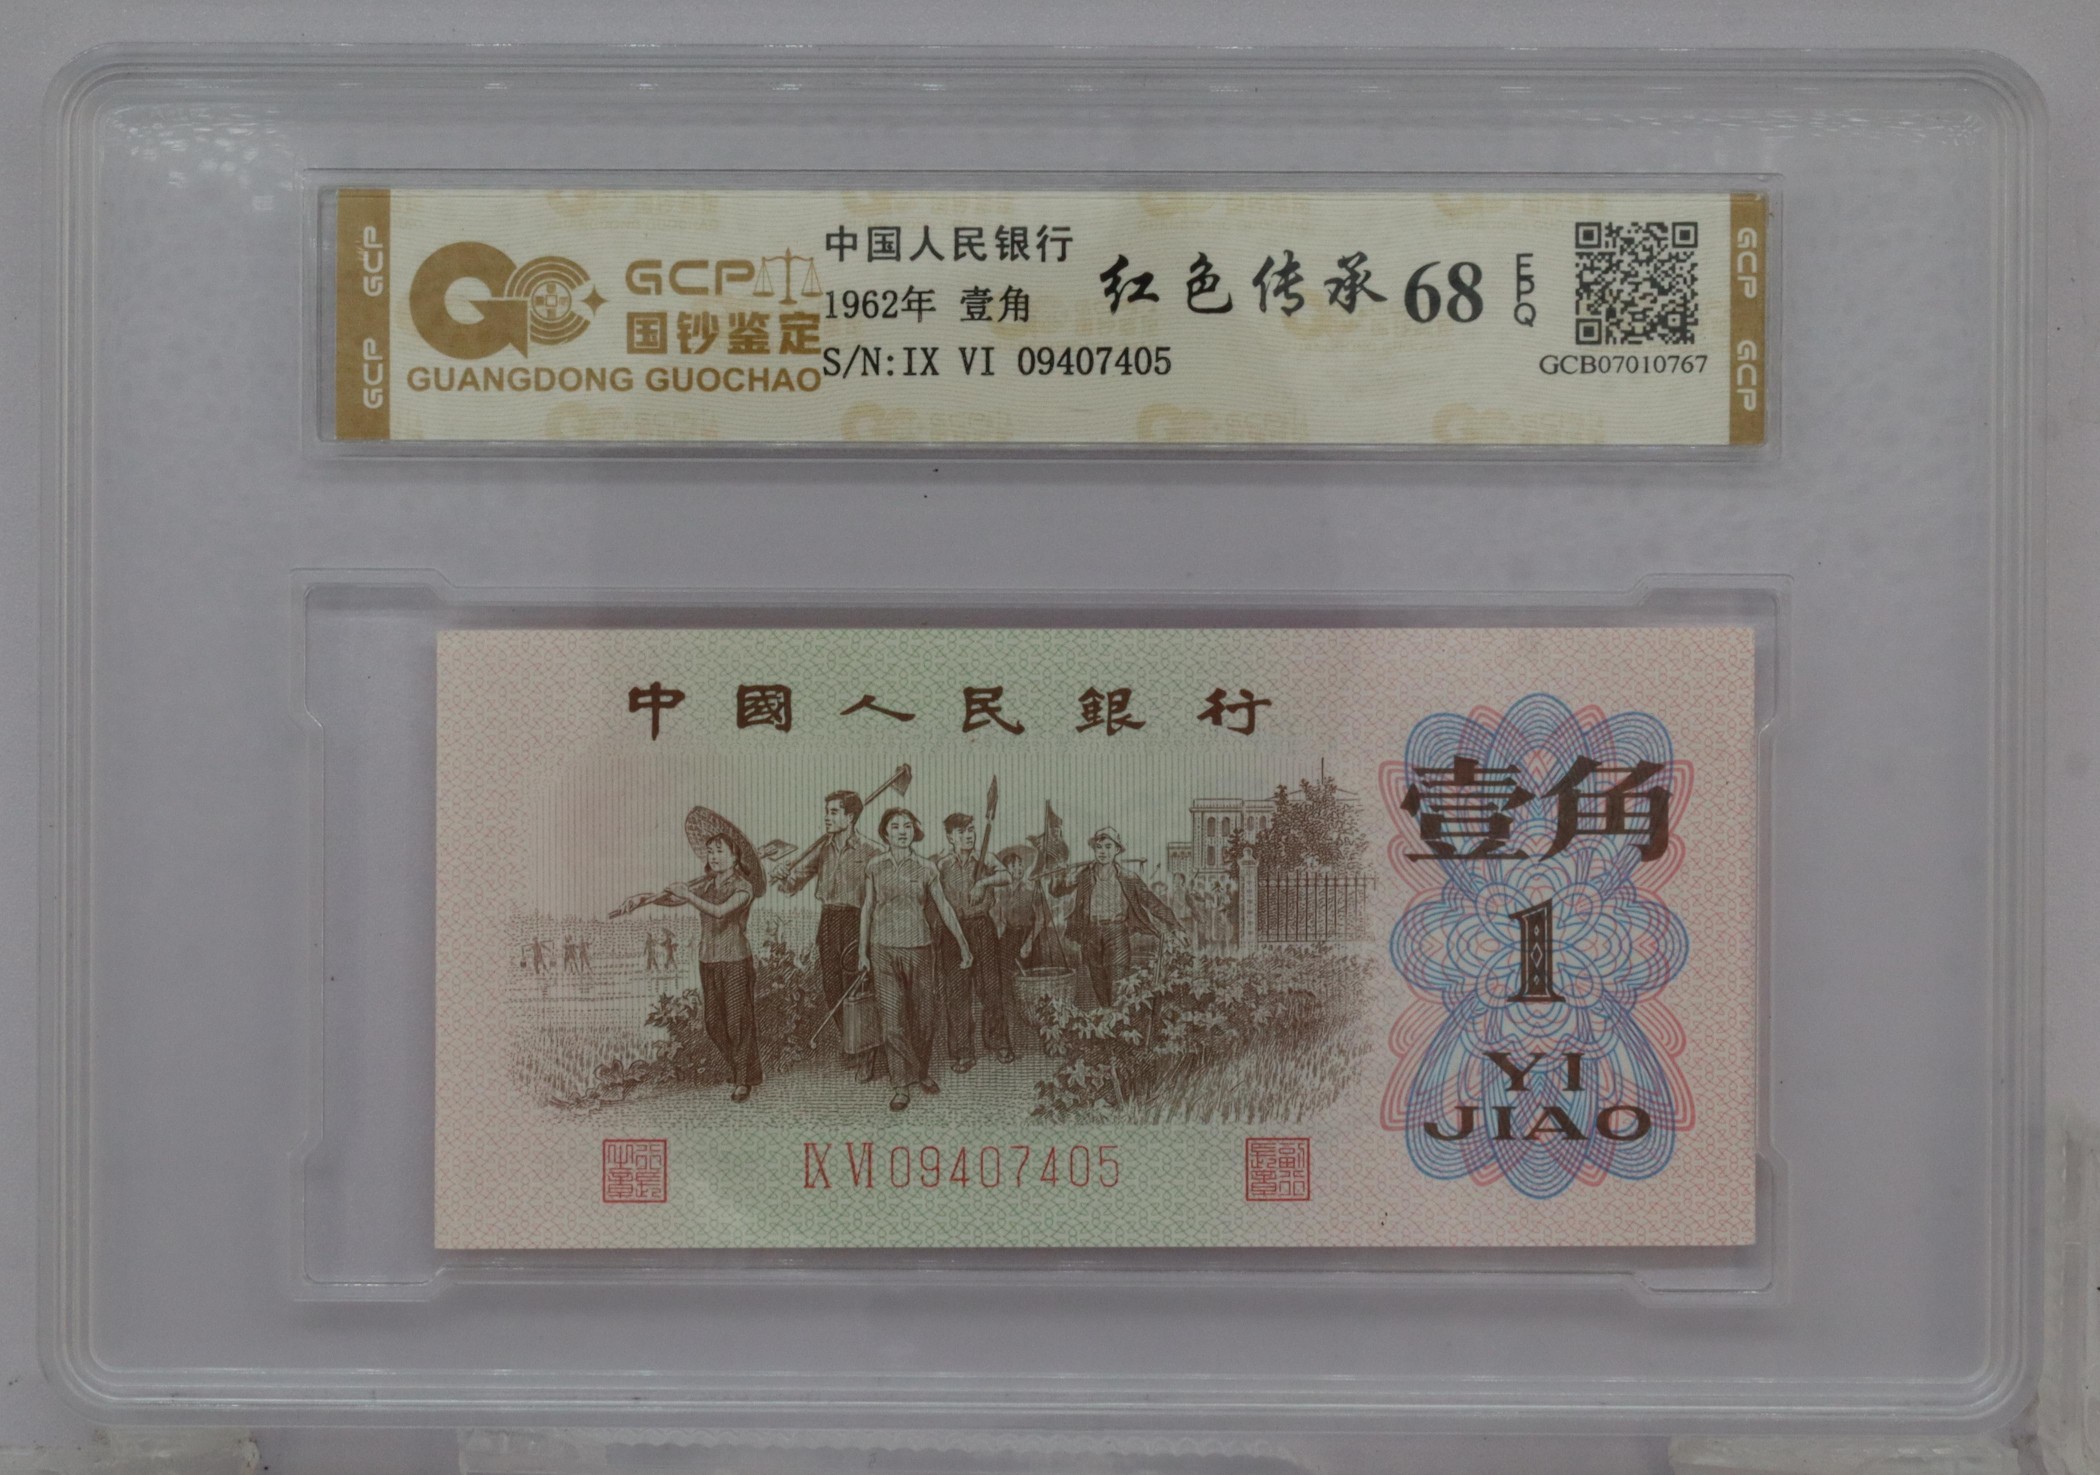 GCP
GCP
GCP
国钞鉴定
GUANGDONG GUOCHAO
中国人民银行
1962年 壹角
S/N:IX VI 09407405
红色传承 68
EPQ
GCB07010767
GCP
GCP
中國人民銀行
壹角
1
YI
JIAO
IX VI 09407405